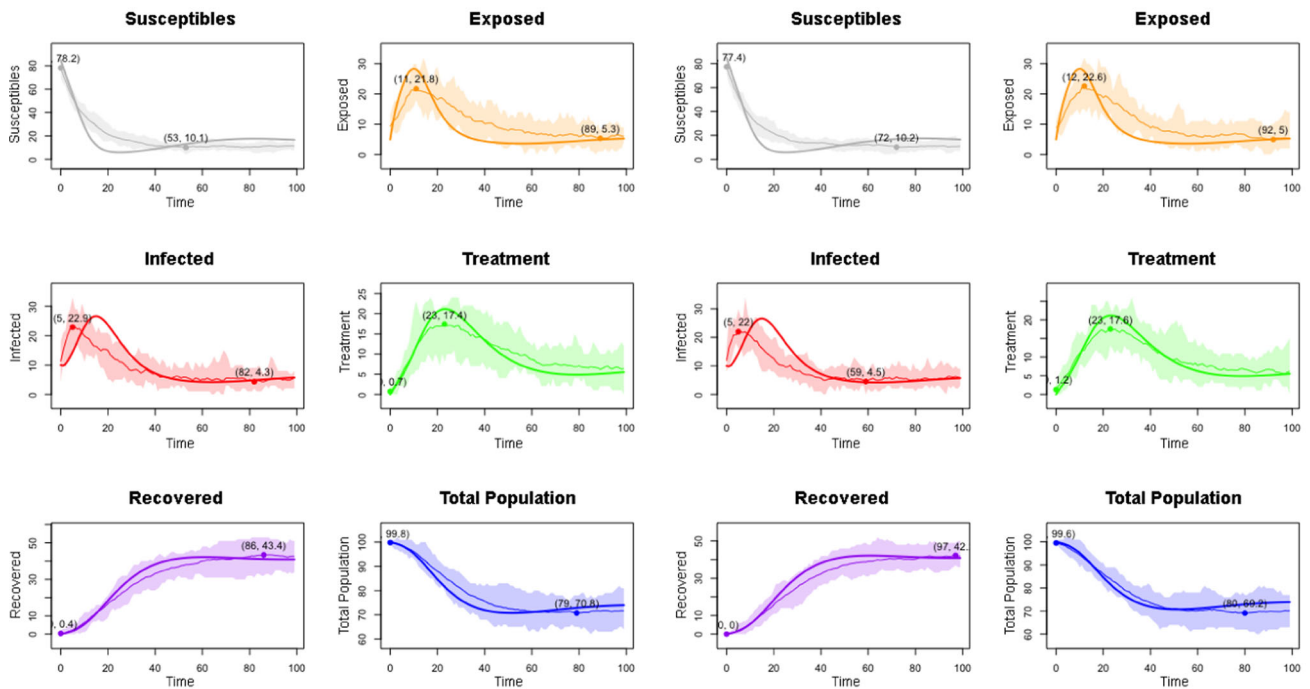 Susceptibles Exposed Susceptibles Exposed
Susceptibles
0 20 40 60 80
78.2)
(53, 10.1)
0 20 40 60 80 100
Time
Exposed
0 10 20 30
(11, 21.8)
(89, 5.3)
0 20 40 60 80 100
Time
Susceptibles
0 20 40 60 80
77.4)
(72, 10.2)
0 20 40 60 80 100
Time
Exposed
0 10 20 30
(12, 22.6)
(92, 5)
0 20 40 60 80 100
Time
Infected Treatment Infected Treatment
Infected
0 10 20 30
(5, 22.9)
(82, 4.3)
0 20 40 60 80 100
Time
Treatment
0 5 10 15 20 25
(23, 17.4)
), 0.7)
0 20 40 60 80 100
Time
Infected
0 10 20 30
(5, 22)
(59, 4.5)
0 20 40 60 80 100
Time
Treatment
0 5 10 15 20
(23, 17.6)
), 1.2)
0 20 40 60 80 100
Time
Recovered Total Population Recovered Total Population
Recovered
0 10 30 50
(86, 43.4)
), 0.4)
0 20 40 60 80 100
Time
Total Population
60 70 80 90 100
99.8)
(79, 70.8)
0 20 40 60 80 100
Time
Recovered
0 10 30 50
(97, 42.
0, 0)
0 20 40 60 80 100
Time
Total Population
60 70 80 90 100
99.6)
(80, 69.2)
0 20 40 60 80 100
Time